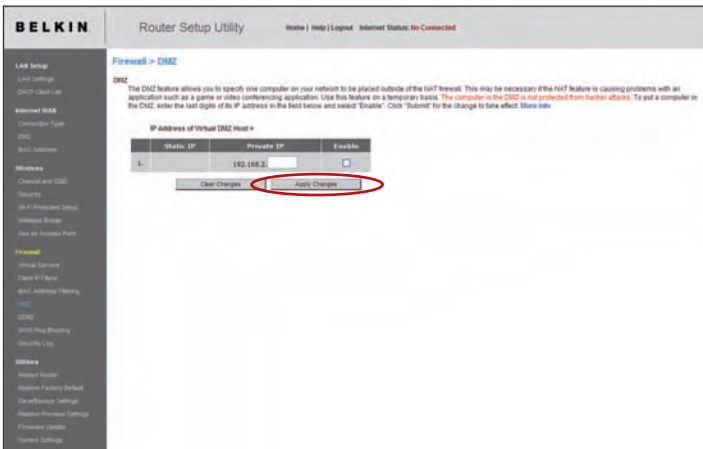 BELKIN
Router Setup Utility
Home | Help | Logout Internet Status: No Connected
LAN Setup
LAN Settings
DHCP Client List
Internet WAN
Connection Type
DNS
MAC Address
Wireless
Channel and SSID
Security
Wi-Fi Protected Setup
Wireless Bridge
Use as Access Point
Firewall
Virtual Servers
Client IP Filters
MAC Address Filtering
DMZ
DDNS
WAN Ping Blocking
Security Log
Utilities
Restart Router
Restore Factory Default
Save/Backup Settings
Restore Previous Settings
Firmware Update
System Settings
Firewall > DMZ
DMZ
The DMZ feature allows you to specify one computer on your network to be placed outside of the NAT firewall. This may be necessary if the NAT feature is causing problems with an
application such as a game or video conferencing application. Use this feature on a temporary basis. The computer in the DMZ is not protected from hacker attacks. To put a computer in
the DMZ, enter the last digits of its IP address in the field below and select "Enable". Click "Submit" for the change to take effect. More Info
IP Address of Virtual DMZ Host >
Static IP Private IP Enable
1. 192.168.2.
Clear Changes Apply Changes